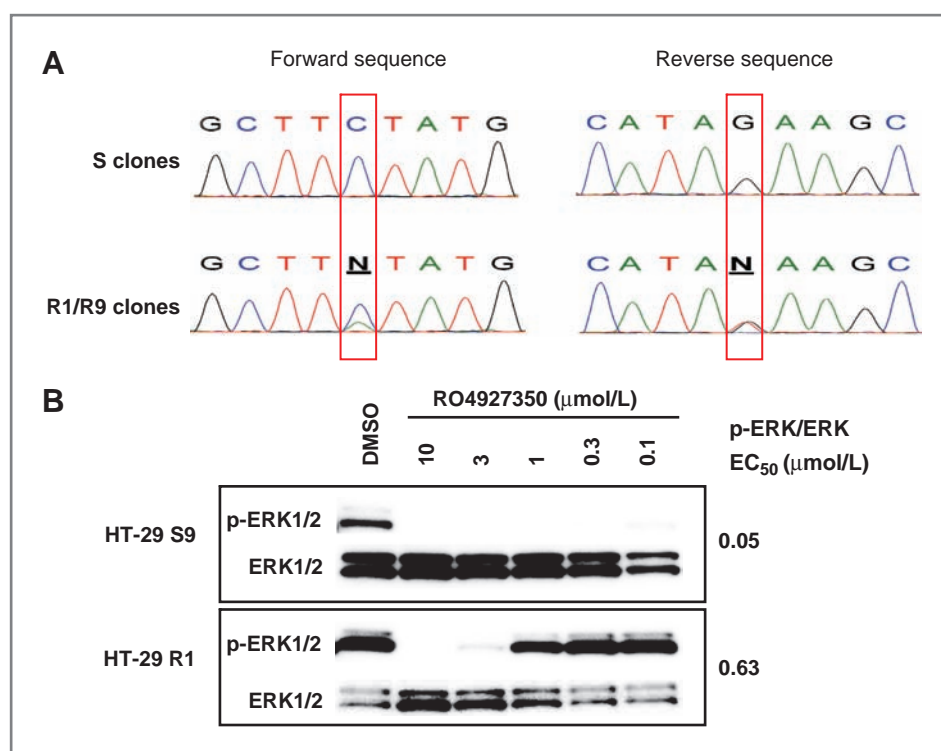 A
Forward sequence
Reverse sequence
G C T T C T A T G
C A T A G A A G C
S clones
G C T T N T A T G
C A T A N A A G C
R1/R9 clones
B
RO4927350 (μmol/L)
DMSO
10
3
1
0.3
0.1
p-ERK/ERK
EC50 (μmol/L)
HT-29 S9
p-ERK1/2
ERK1/2
0.05
HT-29 R1
p-ERK1/2
ERK1/2
0.63